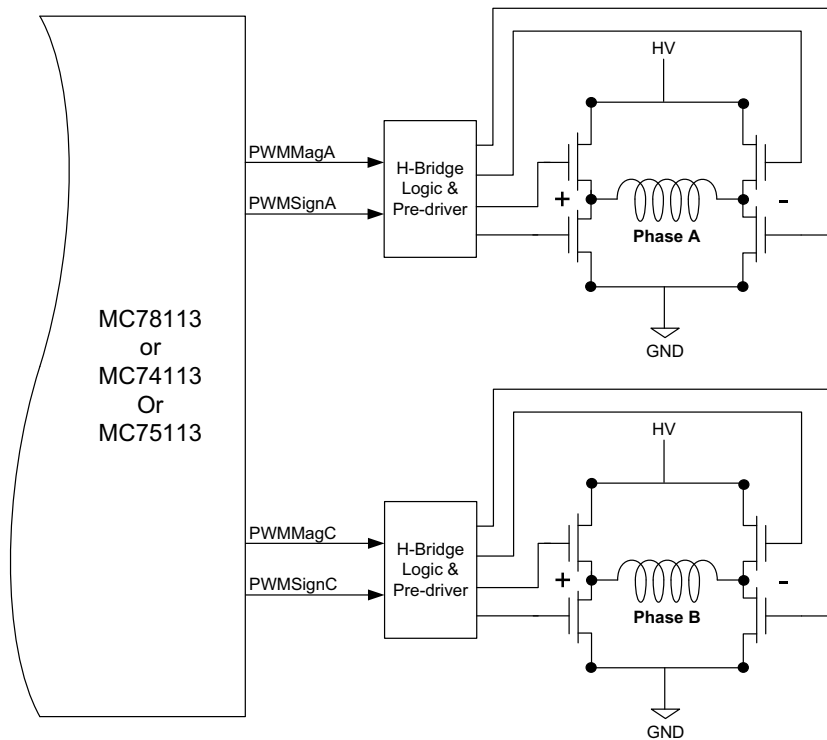 MC78113
or
MC74113
Or
MC75113
PWMMagA
PWMSignA
H-Bridge
Logic &
Pre-driver
HV
+
-
Phase A
GND
PWMMagC
PWMSignC
H-Bridge
Logic &
Pre-driver
HV
+
-
Phase B
GND